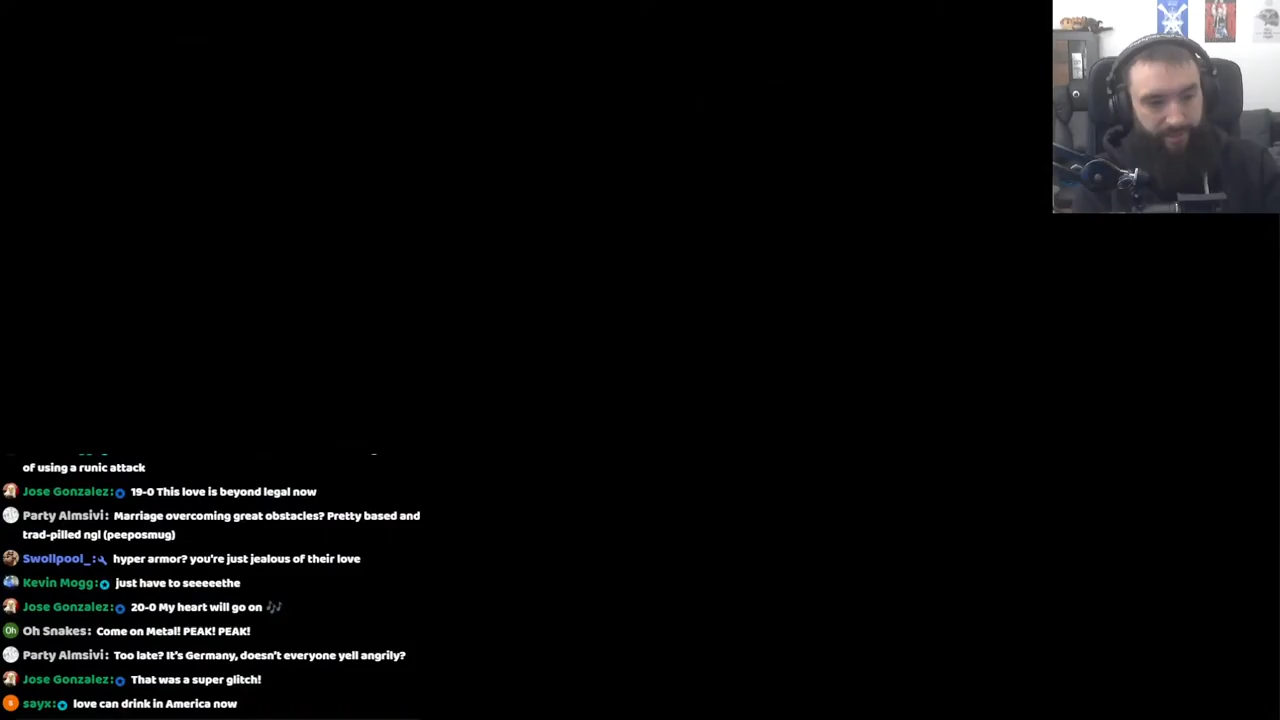 of using a runic attack
Jose Gonzalez: 19-0 This love is beyond legal now
Party Almsivi: Marriage overcoming great obstacles? Pretty based and
trad-pilled ngl (peeposmug)
Swollpool_: hyper armor? you're just jealous of their love
Kevin Mogg: just have to seeeeethe
Jose Gonzalez: 20-0 My heart will go on 🎶
Oh Oh Snakes: Come on Metal! PEAK! PEAK!
Party Almsivi: Too late? It's Germany, doesn't everyone yell angrily?
Jose Gonzalez: That was a super glitch!
s sayx: love can drink in America now